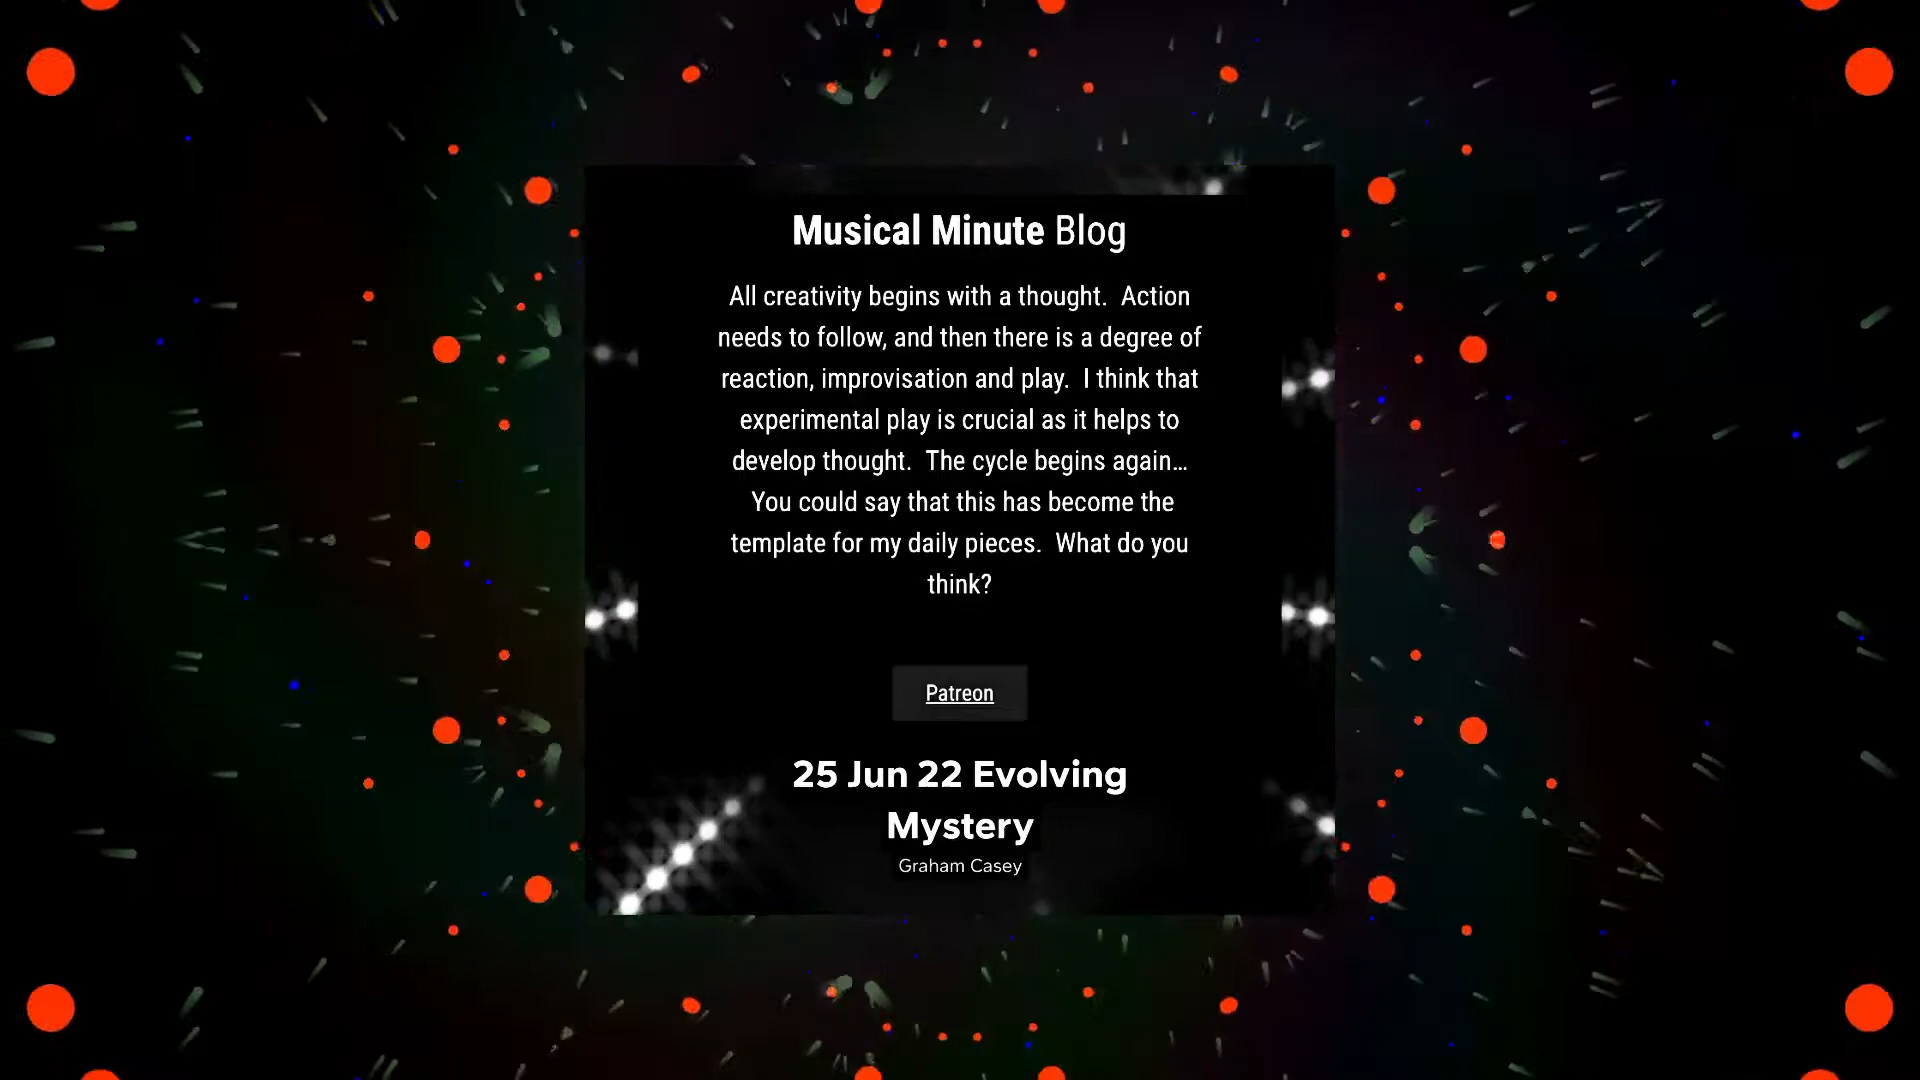 Musical Minute Blog
All creativity begins with a thought.  Action
needs to follow, and then there is a degree of
reaction, improvisation and play.  I think that
experimental play is crucial as it helps to
develop thought.  The cycle begins again...
You could say that this has become the
template for my daily pieces.  What do you
think?
Patreon
25 Jun 22 Evolving
Mystery
Graham Casey